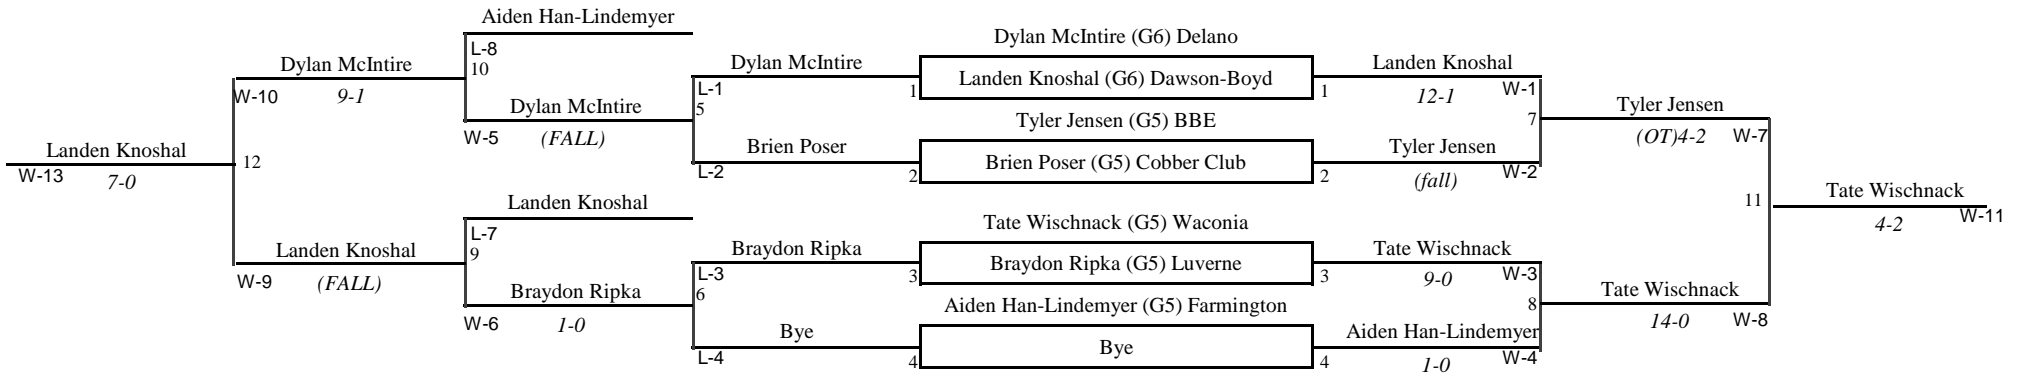 Aiden Han-Lindemyer
L-8
10
Dylan McIntire
9-1
W-10
Dylan McIntire
(FALL)
W-5
Landen Knoshal
7-0
W-13
12
Landen Knoshal
L-7
9
Landen Knoshal
(FALL)
W-9
Braydon Ripka
1-0
W-6
Dylan McIntire
L-1
5
1
Brien Poser
L-2
2
Braydon Ripka
L-3
6
3
Bye
L-4
4
Dylan McIntire (G6) Delano
Landen Knoshal (G6) Dawson-Boyd
Tyler Jensen (G5) BBE
Brien Poser (G5) Cobber Club
Tate Wischnack (G5) Waconia
Braydon Ripka (G5) Luverne
Aiden Han-Lindemyer (G5) Farmington
Bye
Landen Knoshal
1
12-1
W-1
7
Tyler Jensen
2
(fall)
W-2
Tate Wischnack
3
9-0
W-3
8
Aiden Han-Lindemyer
4
1-0
W-4
Tyler Jensen
(OT)4-2
W-7
11
Tate Wischnack
14-0
W-8
Tate Wischnack
4-2
W-11